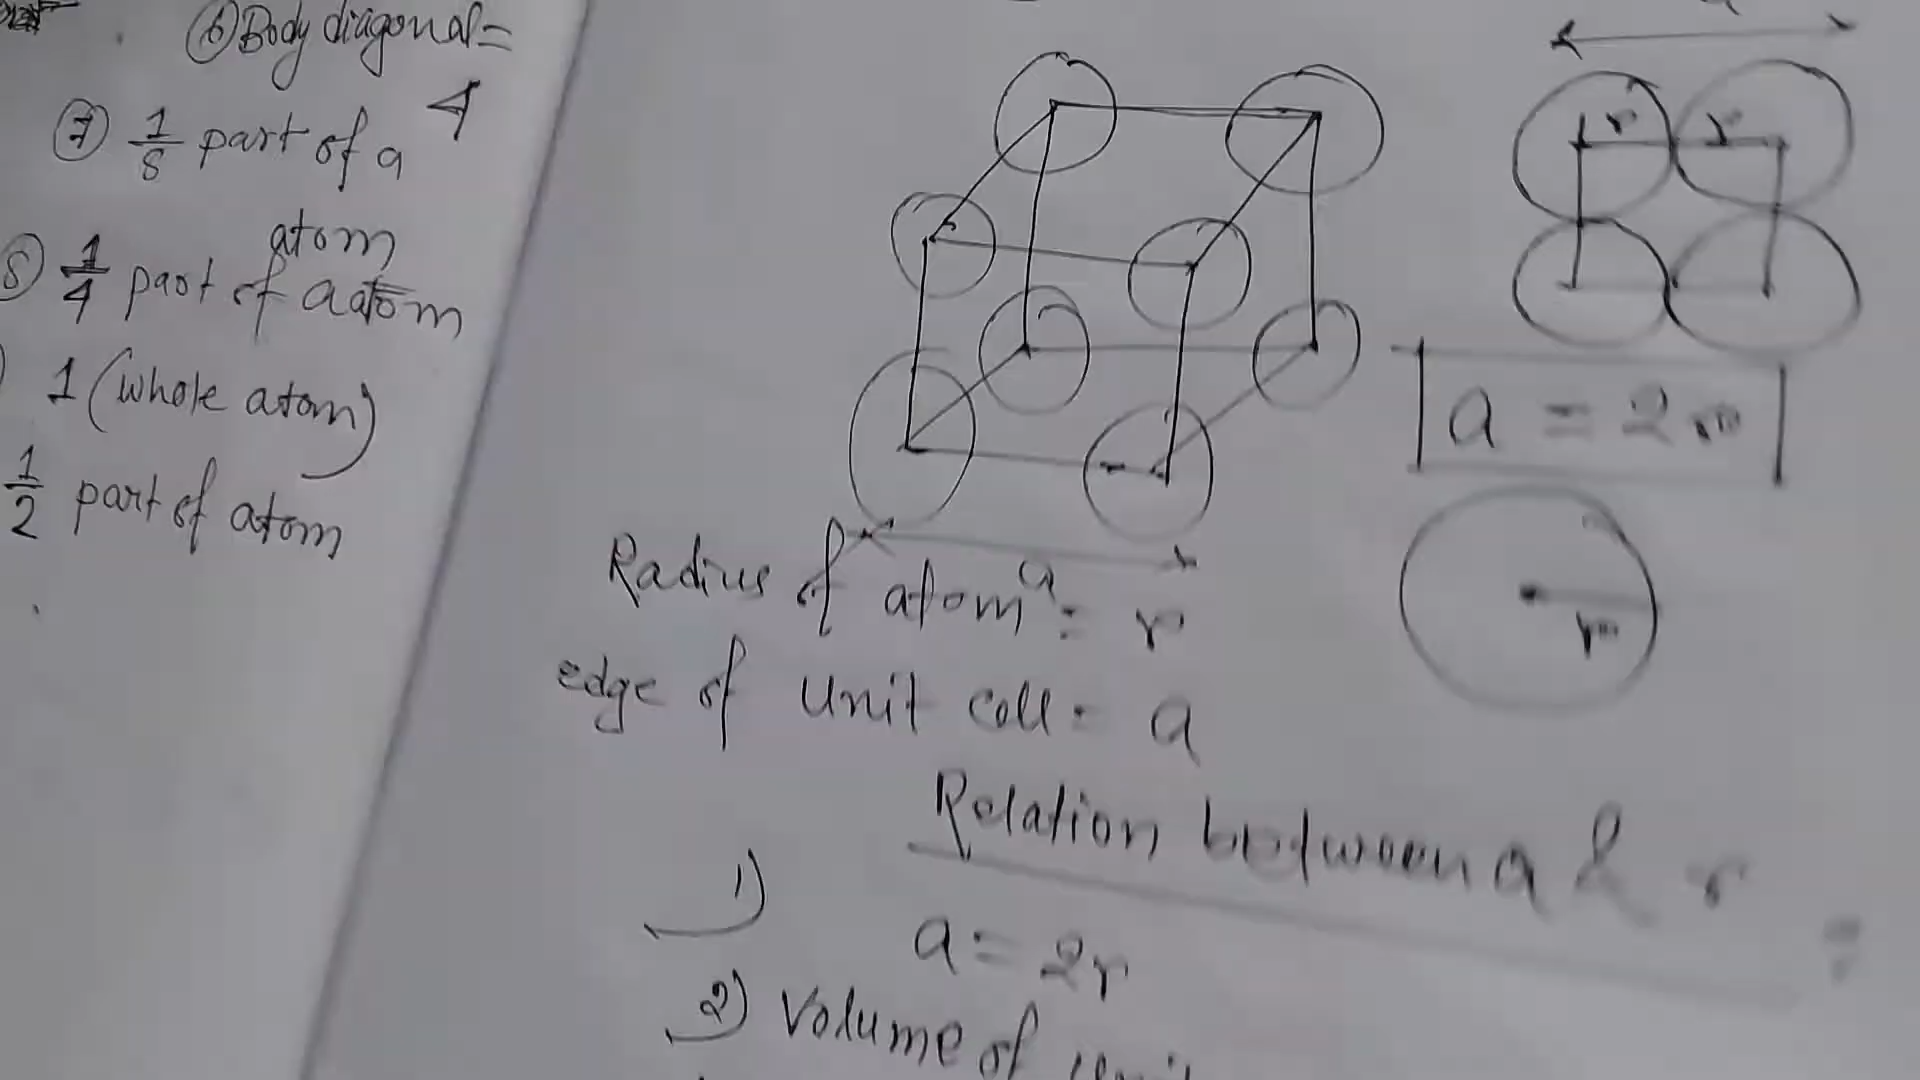 ⑥ Body diagonal =
4
⑦ 1/8 part of a
atom
⑧ 1/4 part of a atom
1 (whole atom)
1/2 part of atom
a
r r
a = 2r
r
a
Radius of atom = r
edge of unit cell = a
Relation between a & r
1)
a = 2r
2) Volume of unit